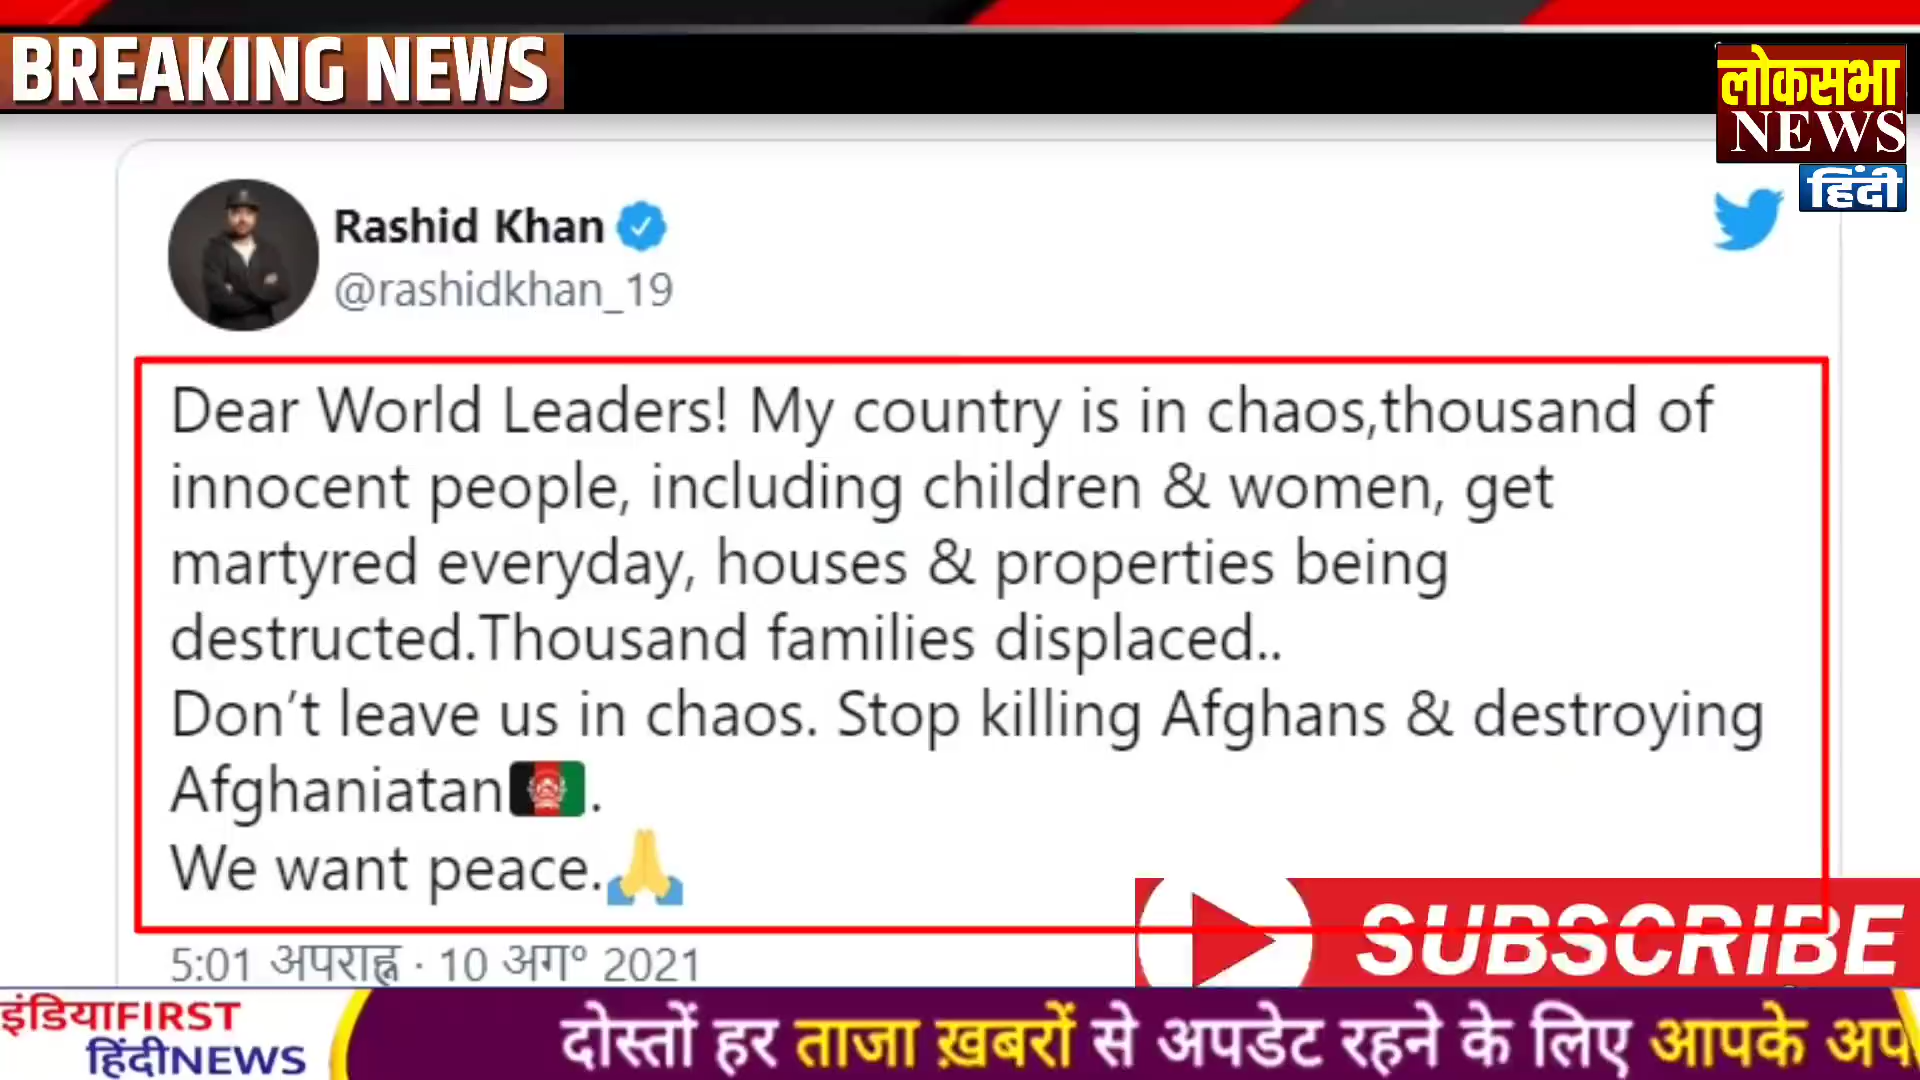 BREAKING NEWS
लोकसभा
NEWS
हिंदी
Rashid Khan
@rashidkhan_19
Dear World Leaders! My country is in chaos,thousand of
innocent people, including children & women, get
martyred everyday, houses & properties being
destructed.Thousand families displaced..
Don’t leave us in chaos. Stop killing Afghans & destroying
Afghaniatan🇦🇫.
We want peace.🙏
5:01 अपराह्न · 10 अग॰ 2021
SUBSCRIBE
इंडियाFIRST
हिंदीNEWS
दोस्तों हर ताजा ख़बरों से अपडेट रहने के लिए आपके अप